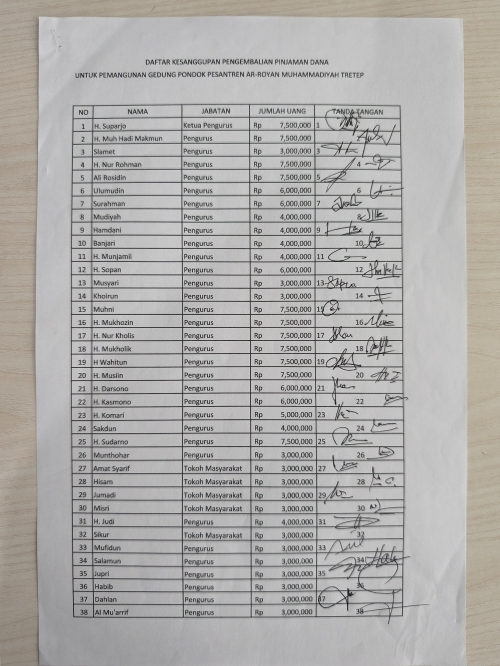 DAFTAR KESANGGUPAN PENGEMBALIAN PINJAMAN DANA
UNTUK PEMANGUNAN GEDUNG PONDOK PESANTREN AR-ROYAN MUHAMMADIYAH TRETEP
NO NAMA JABATAN JUMLAH UANG TANDA TANGAN
1 H. Suparjo Ketua Pengurus Rp 7,500,000 1
2 H. Muh Hadi Makmun Pengurus Rp 7,500,000
3 Slamet Pengurus Rp 3,000,000 3
4 H. Nur Rohman Pengurus Rp 7,500,000 4
5 Ali Rosidin Pengurus Rp 7,500,000 5
6 Ulumudin Pengurus Rp 6,000,000 6
7 Surahman Pengurus Rp 6,000,000 7
8 Mudiyah Pengurus Rp 4,000,000 8
9 Hamdani Pengurus Rp 4,000,000 9
10 Banjari Pengurus Rp 4,000,000 10
11 H. Munjamil Pengurus Rp 4,000,000 11
12 H. Sopan Pengurus Rp 6,000,000 12
13 Musyari Pengurus Rp 3,000,000 13
14 Khoirun Pengurus Rp 3,000,000 14
15 Muhni Pengurus Rp 7,500,000 15
16 H. Mukhozin Pengurus Rp 7,500,000 16
17 H. Nur Kholis Pengurus Rp 7,500,000 17
18 H. Mukholik Pengurus Rp 7,500,000 18
19 H Wahitun Pengurus Rp 7,500,000 19
20 H. Muslin Pengurus Rp 7,500,000 20
21 H. Darsono Pengurus Rp 6,000,000 21
22 H. Kasmono Pengurus Rp 6,000,000 22
23 H. Komari Pengurus Rp 5,000,000 23
24 Sakdun Pengurus Rp 4,000,000 24
25 H. Sudarno Pengurus Rp 7,500,000 25
26 Munthohar Pengurus Rp 3,000,000 26
27 Amat Syarif Tokoh Masyarakat Rp 3,000,000 27
28 Hisam Tokoh Masyarakat Rp 3,000,000 28
29 Jumadi Tokoh Masyarakat Rp 3,000,000 29
30 Misri Tokoh Masyarakat Rp 3,000,000 30
31 H. Judi Pengurus Rp 4,000,000 31
32 Sikur Tokoh Masyarakat Rp 3,000,000 32
33 Mufidun Pengurus Rp 3,000,000 33
34 Salamun Pengurus Rp 3,000,000 34
35 Jupri Pengurus Rp 3,000,000 35
36 Habib Pengurus Rp 3,000,000 36
37 Dahlan Pengurus Rp 3,000,000 37
38 Al Mu'arrif Pengurus Rp 3,000,000 38